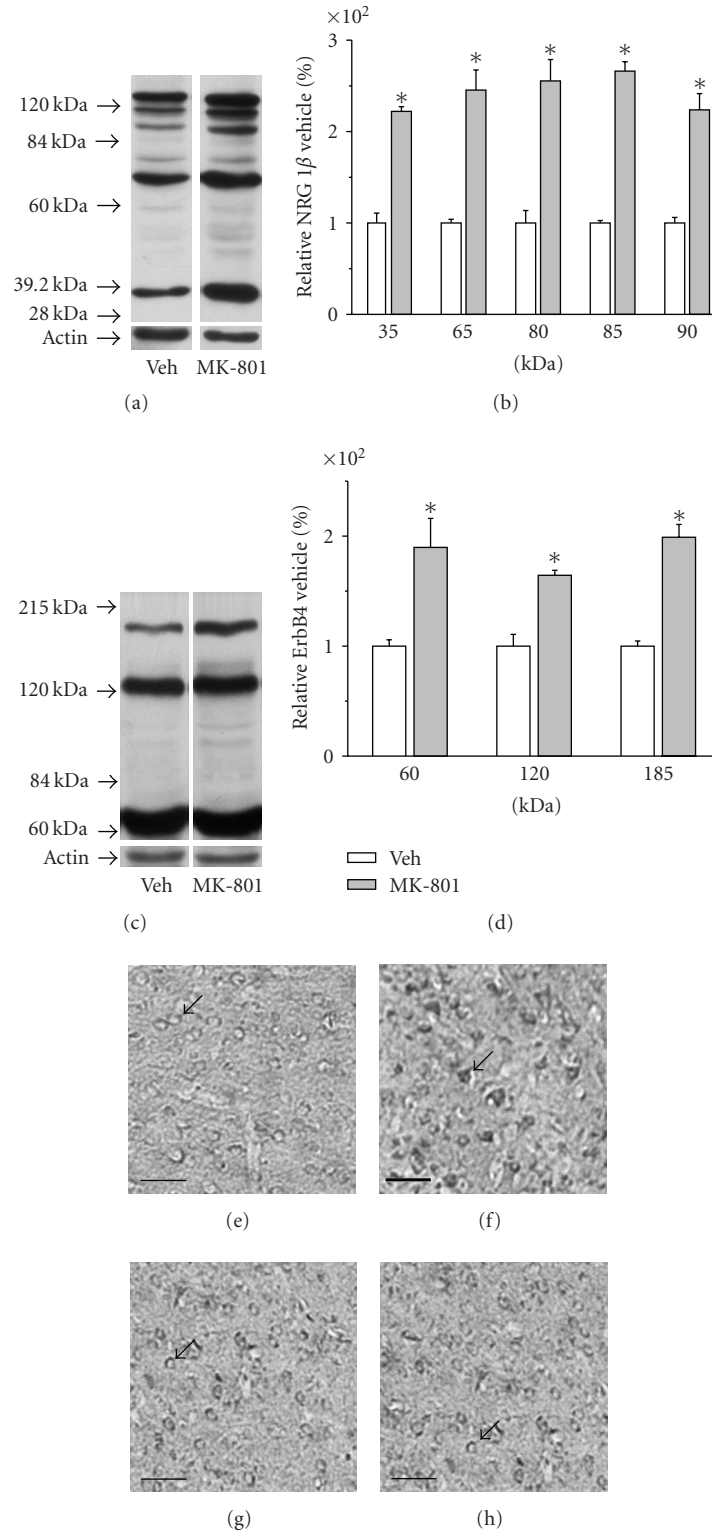 120 kDa
84 kDa
60 kDa
39.2 kDa
28 kDa
Actin
Veh MK-801
(a)
×10²
Relative NRG 1β vehicle (%)
3
2
1
0
35 65 80 85 90
(kDa)
* * * * *
(b)
215 kDa
120 kDa
84 kDa
60 kDa
Actin
Veh MK-801
(c)
×10²
Relative ErbB4 vehicle (%)
2
1
0
60 120 185
(kDa)
* * *
Veh
MK-801
(d)
(e)
(f)
(g)
(h)